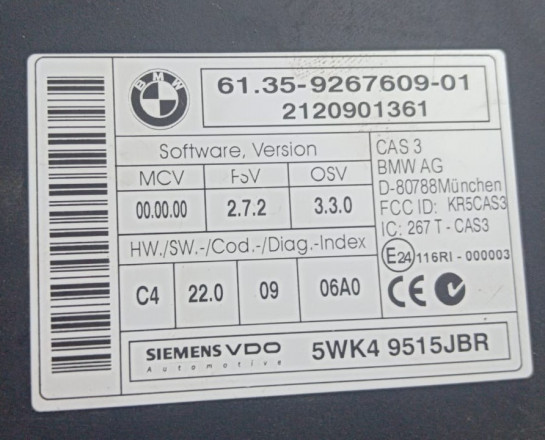 BMW
61.35-9267609-01
2120901361
Software, Version
MCV FSV OSV
00.00.00 2.7.2 3.3.0
HW./SW.-/Cod.-/Diag.-Index
C4 22.0 09 06A0
CAS 3
BMW AG
D-80788München
FCC ID: KR5CAS3
IC: 267 T - CAS3
E24 116RI - 000003
CE
SIEMENS VDO
Automotive
5WK4 9515JBR